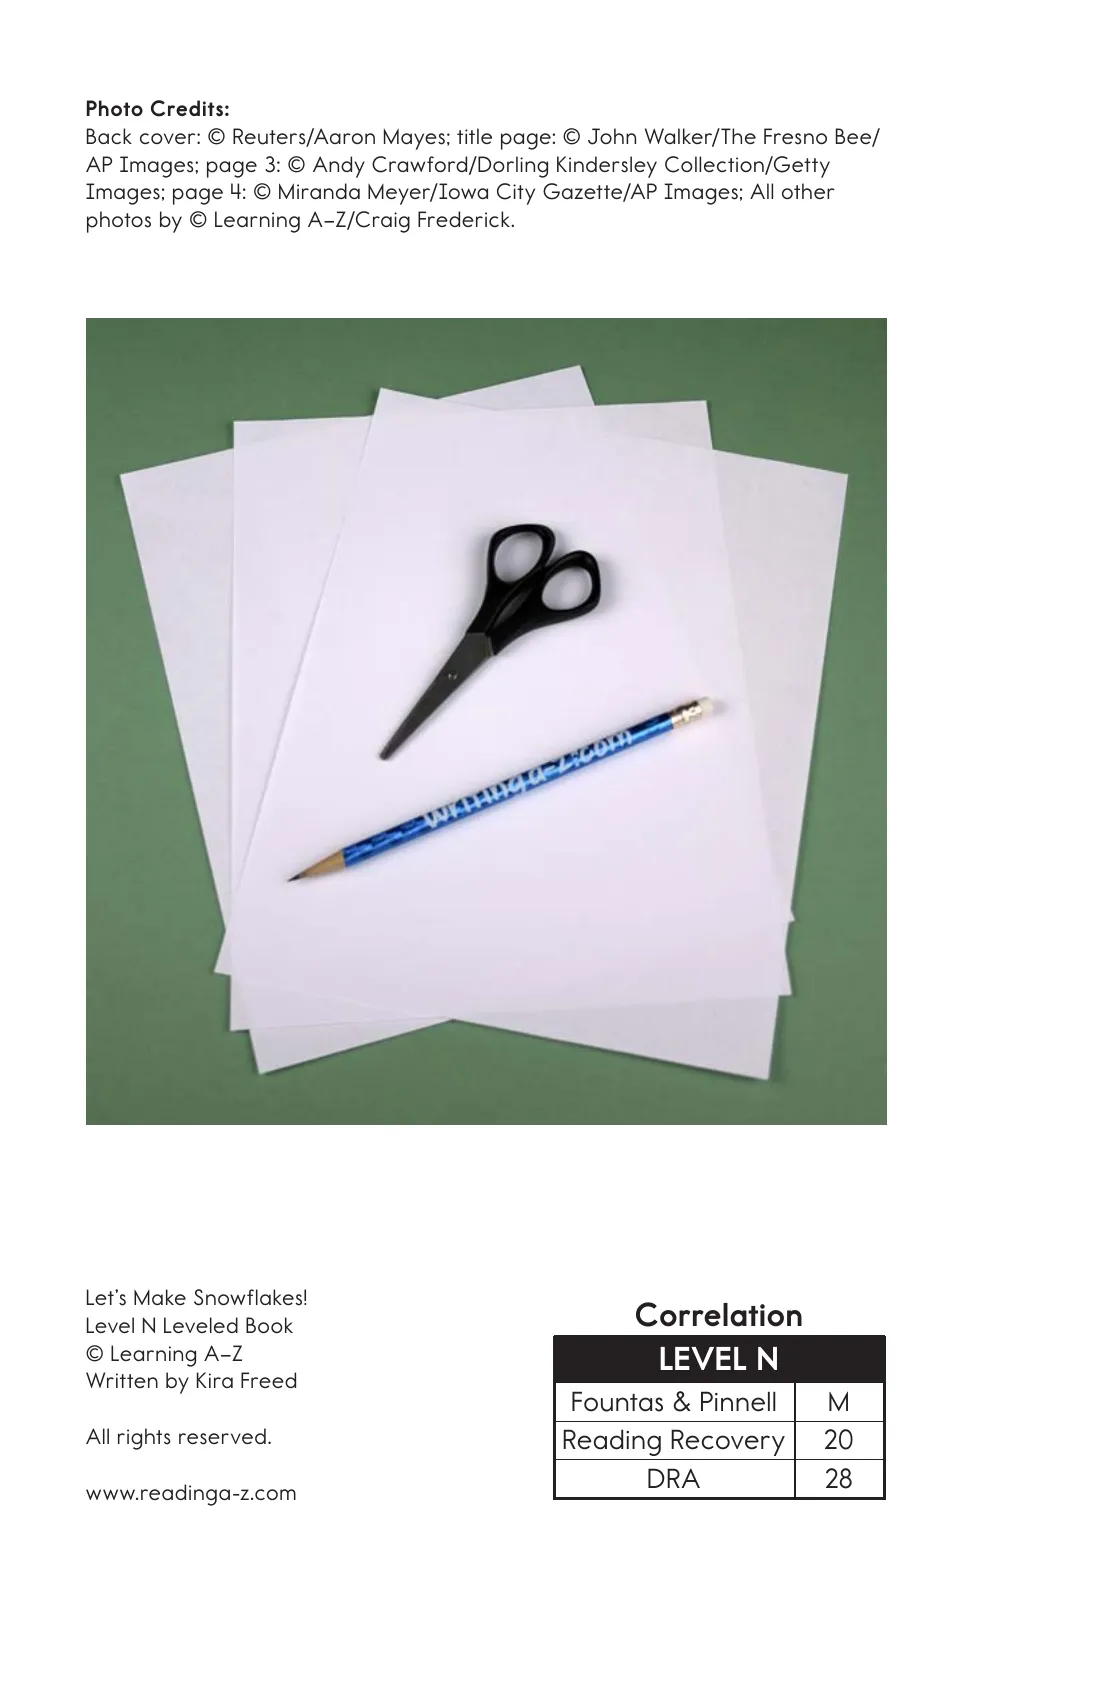 Photo Credits:
Back cover: © Reuters/Aaron Mayes; title page: © John Walker/The Fresno Bee/
AP Images; page 3: © Andy Crawford/Dorling Kindersley Collection/Getty
Images; page 4: © Miranda Meyer/Iowa City Gazette/AP Images; All other
photos by © Learning A–Z/Craig Frederick.
writinga-z.com
Let’s Make Snowflakes!
Level N Leveled Book
© Learning A–Z
Written by Kira Freed
All rights reserved.
www.readinga-z.com
Correlation
LEVEL N
Fountas & Pinnell M
Reading Recovery 20
DRA 28